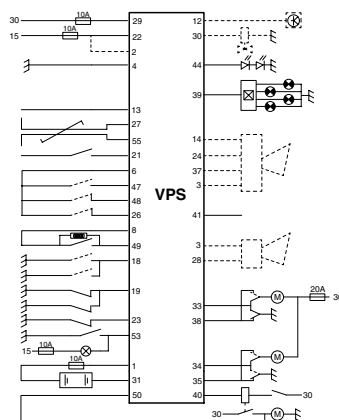 30 10A 29 12
15 10A 22 30
2
4 44
39
13
27
55 14
21 24
6 37
47 3
48 VPS
26 41
8
49 3
18 28
19
33 M 20A 30
23 38
53
15 10A
10A 1 34 M
31 35
50 40 30
30 M